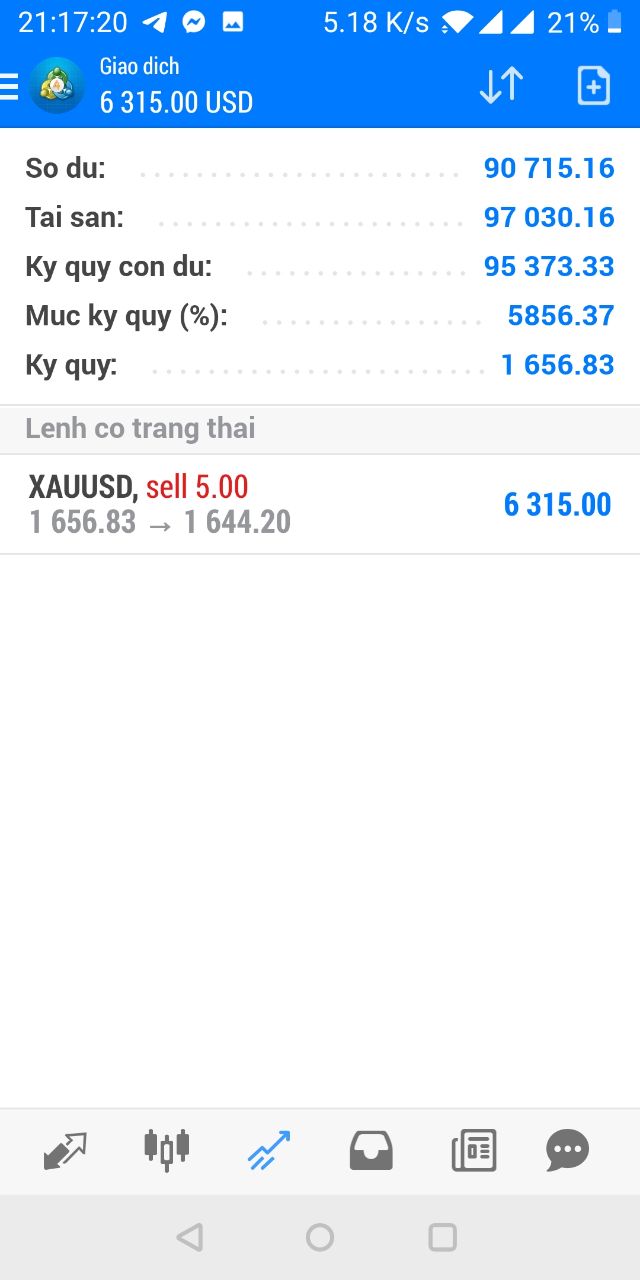 21:17:20 5.18 K/s 21%
Giao dich
6 315.00 USD
So du: 90 715.16
Tai san: 97 030.16
Ky quy con du: 95 373.33
Muc ky quy (%): 5856.37
Ky quy: 1 656.83
Lenh co trang thai
XAUUSD, sell 5.00
1 656.83 → 1 644.20 6 315.00